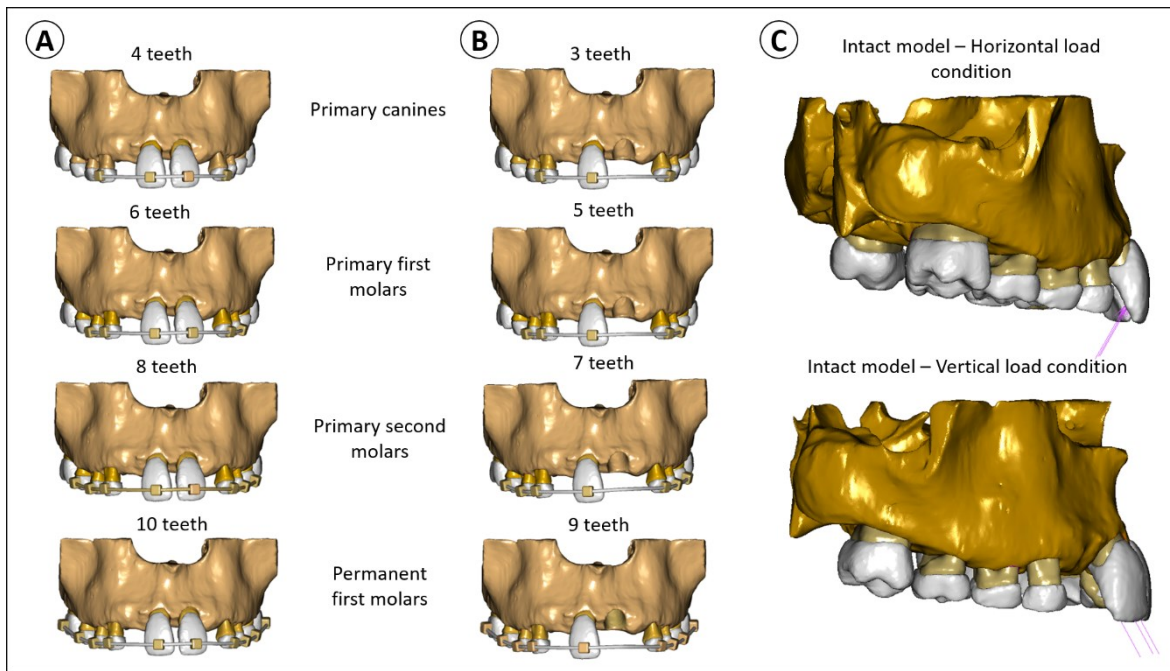 A
4 teeth
6 teeth
8 teeth
10 teeth
Primary canines
Primary first
molars
Primary second
molars
Permanent
first molars
B
3 teeth
5 teeth
7 teeth
9 teeth
C
Intact model – Horizontal load
condition
Intact model – Vertical load condition